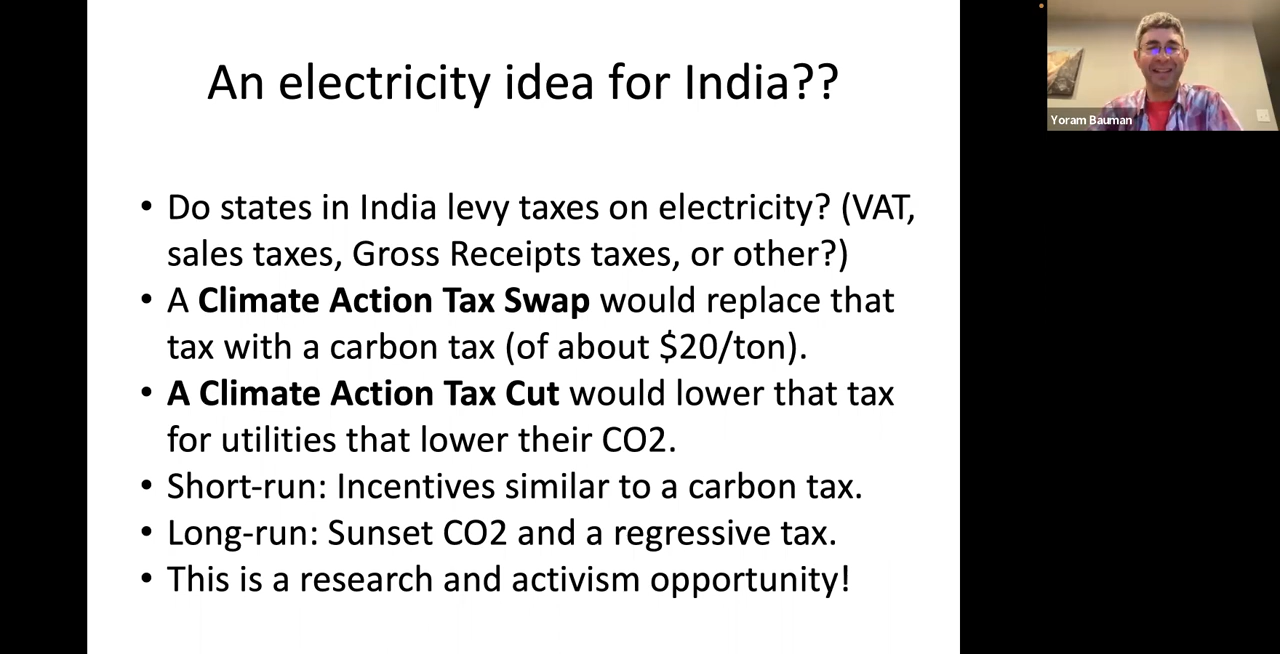 An electricity idea for India??
• Do states in India levy taxes on electricity? (VAT,
sales taxes, Gross Receipts taxes, or other?)
• A Climate Action Tax Swap would replace that
tax with a carbon tax (of about $20/ton).
• A Climate Action Tax Cut would lower that tax
for utilities that lower their CO2.
• Short-run: Incentives similar to a carbon tax.
• Long-run: Sunset CO2 and a regressive tax.
• This is a research and activism opportunity!
Yoram Bauman